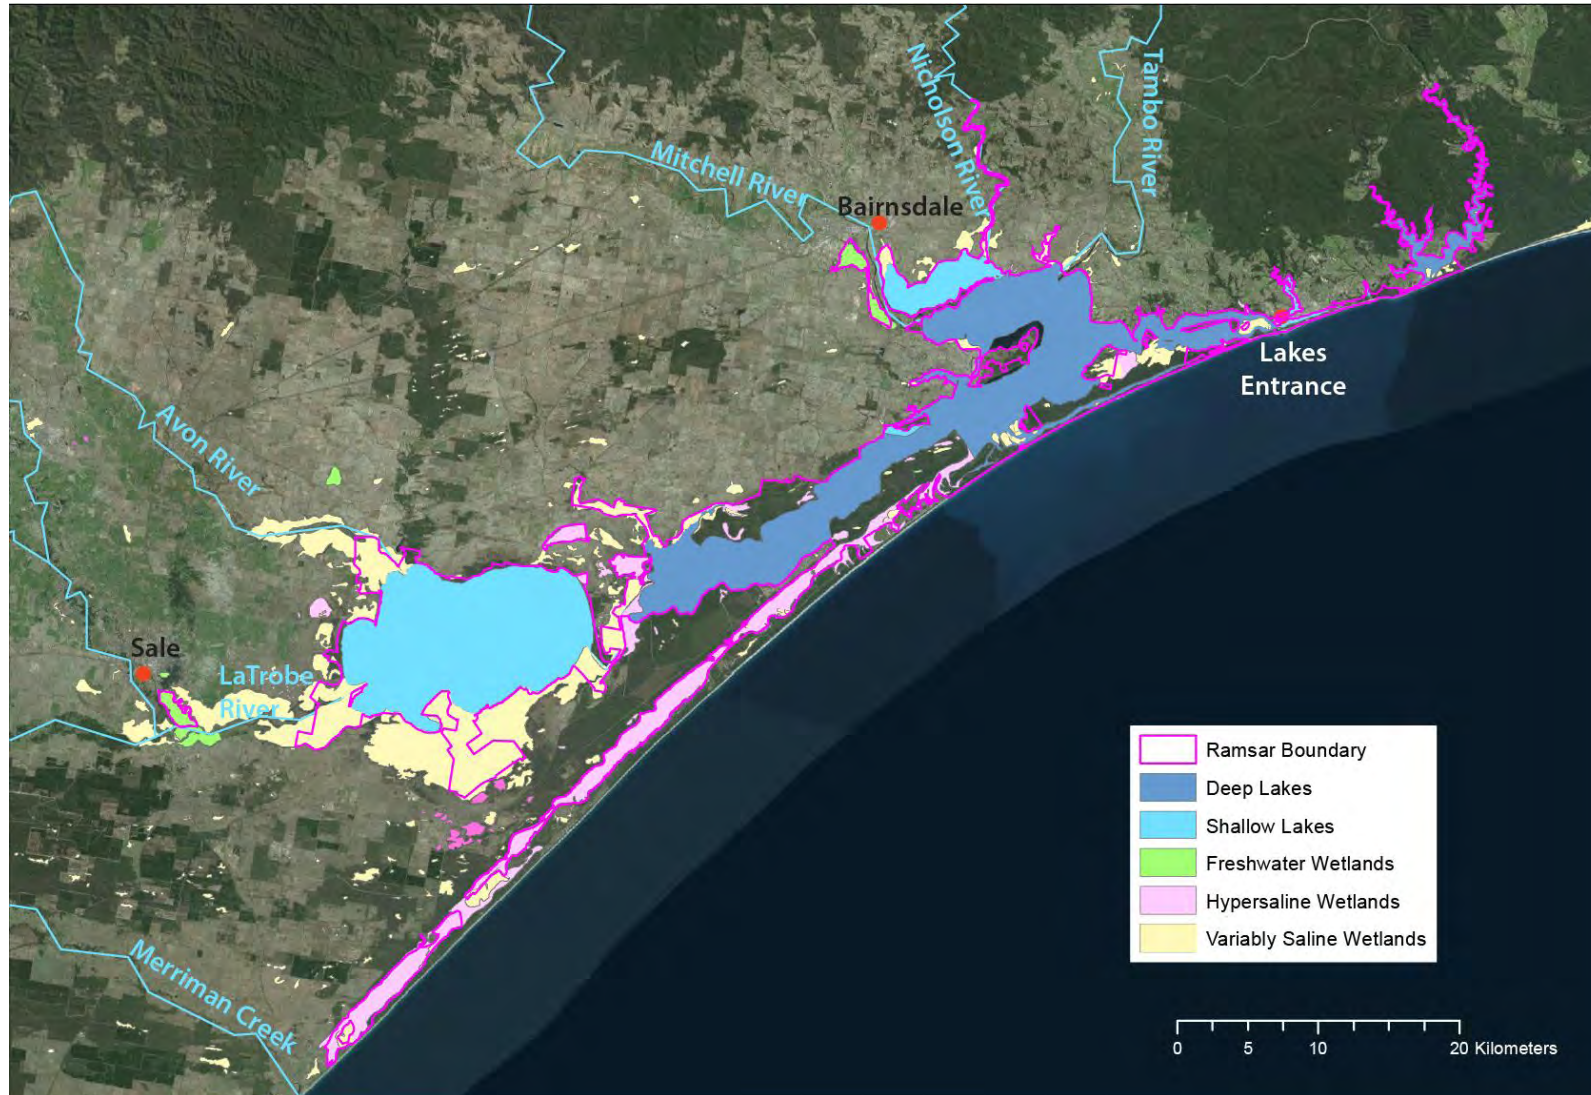 Nicholson River
Tambo River
Mitchell River
Bairnsdale
Lakes
Entrance
Avon River
Sale
LaTrobe
River
Merriman Creek
Ramsar Boundary
Deep Lakes
Shallow Lakes
Freshwater Wetlands
Hypersaline Wetlands
Variably Saline Wetlands
0 5 10 20 Kilometers